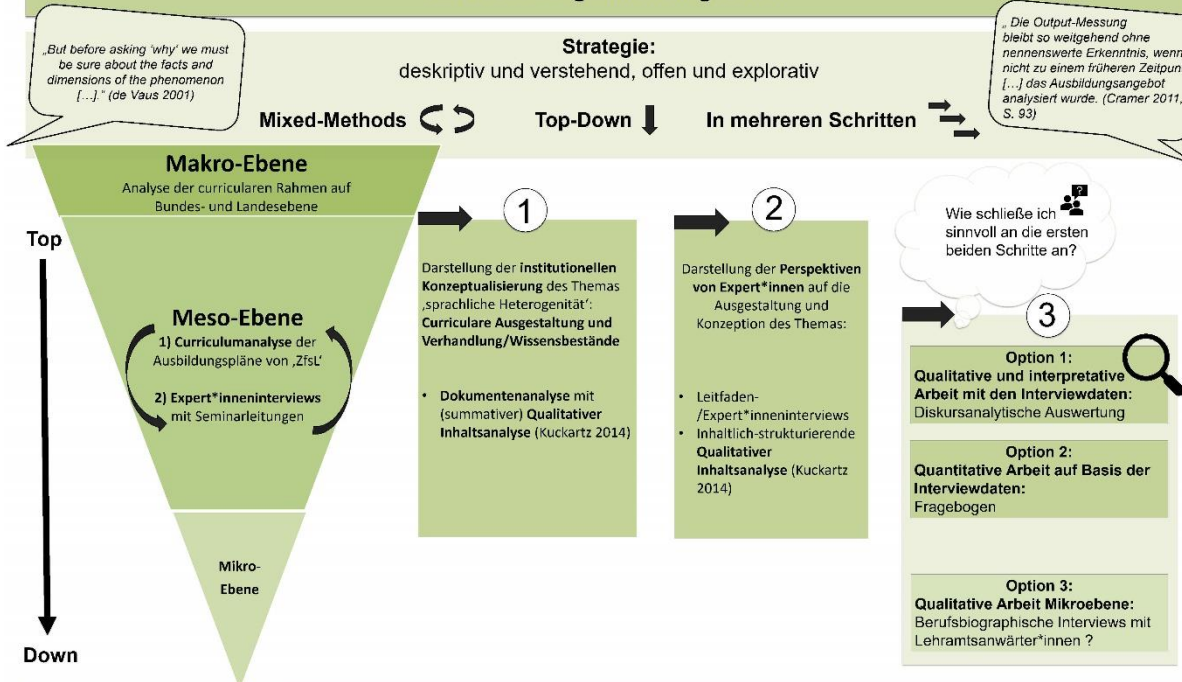 „But before asking ‘why‘ we must
be sure about the facts and
dimensions of the phenomenon
[…].“ (de Vaus 2001)
Strategie:
deskriptiv und verstehend, offen und explorativ
Mixed-Methods
Top-Down
In mehreren Schritten
„ Die Output-Messung
bleibt so weitgehend ohne
nennenswerte Erkenntnis, wenn
nicht zu einem früheren
[…] das Ausbildungsangebot
analysiert wurde. (Cramer 2011,
S. 93)
Top
Down
Makro-Ebene
Analyse der curricularen Rahmen auf
Bundes- und Landesebene
Meso-Ebene
1) Curriculumanalyse der
Ausbildungspläne von ‚ZfsL‘
2) Expert*inneninterviews
mit Seminarleitungen
Mikro-
Ebene
1
Darstellung der institutionellen
Konzeptualisierung des Themas
‚sprachliche Heterogenität‘:
Curriculare Ausgestaltung und
Verhandlung/Wissensbestände
• Dokumentenanalyse mit
(summativer) Qualitativer
Inhaltsanalyse (Kuckartz 2014)
2
Darstellung der Perspektiven
von Expert*innen auf die
Ausgestaltung und
Konzeption des Themas:
• Leitfaden-
/Expert*inneninterviews
• Inhaltlich-strukturierende
Qualitativer
Inhaltsanalyse (Kuckartz
2014)
?
Wie schließe ich
sinnvoll an die ersten
beiden Schritte an?
3
Option 1:
Qualitative und interpretative
Arbeit mit den Interviewdaten:
Diskursanalytische Auswertung
Option 2:
Quantitative Arbeit auf Basis der
Interviewdaten:
Fragebogen
Option 3:
Qualitative Arbeit Mikroebene:
Berufsbiographische Interviews mit
Lehramtsanwärter*innen ?